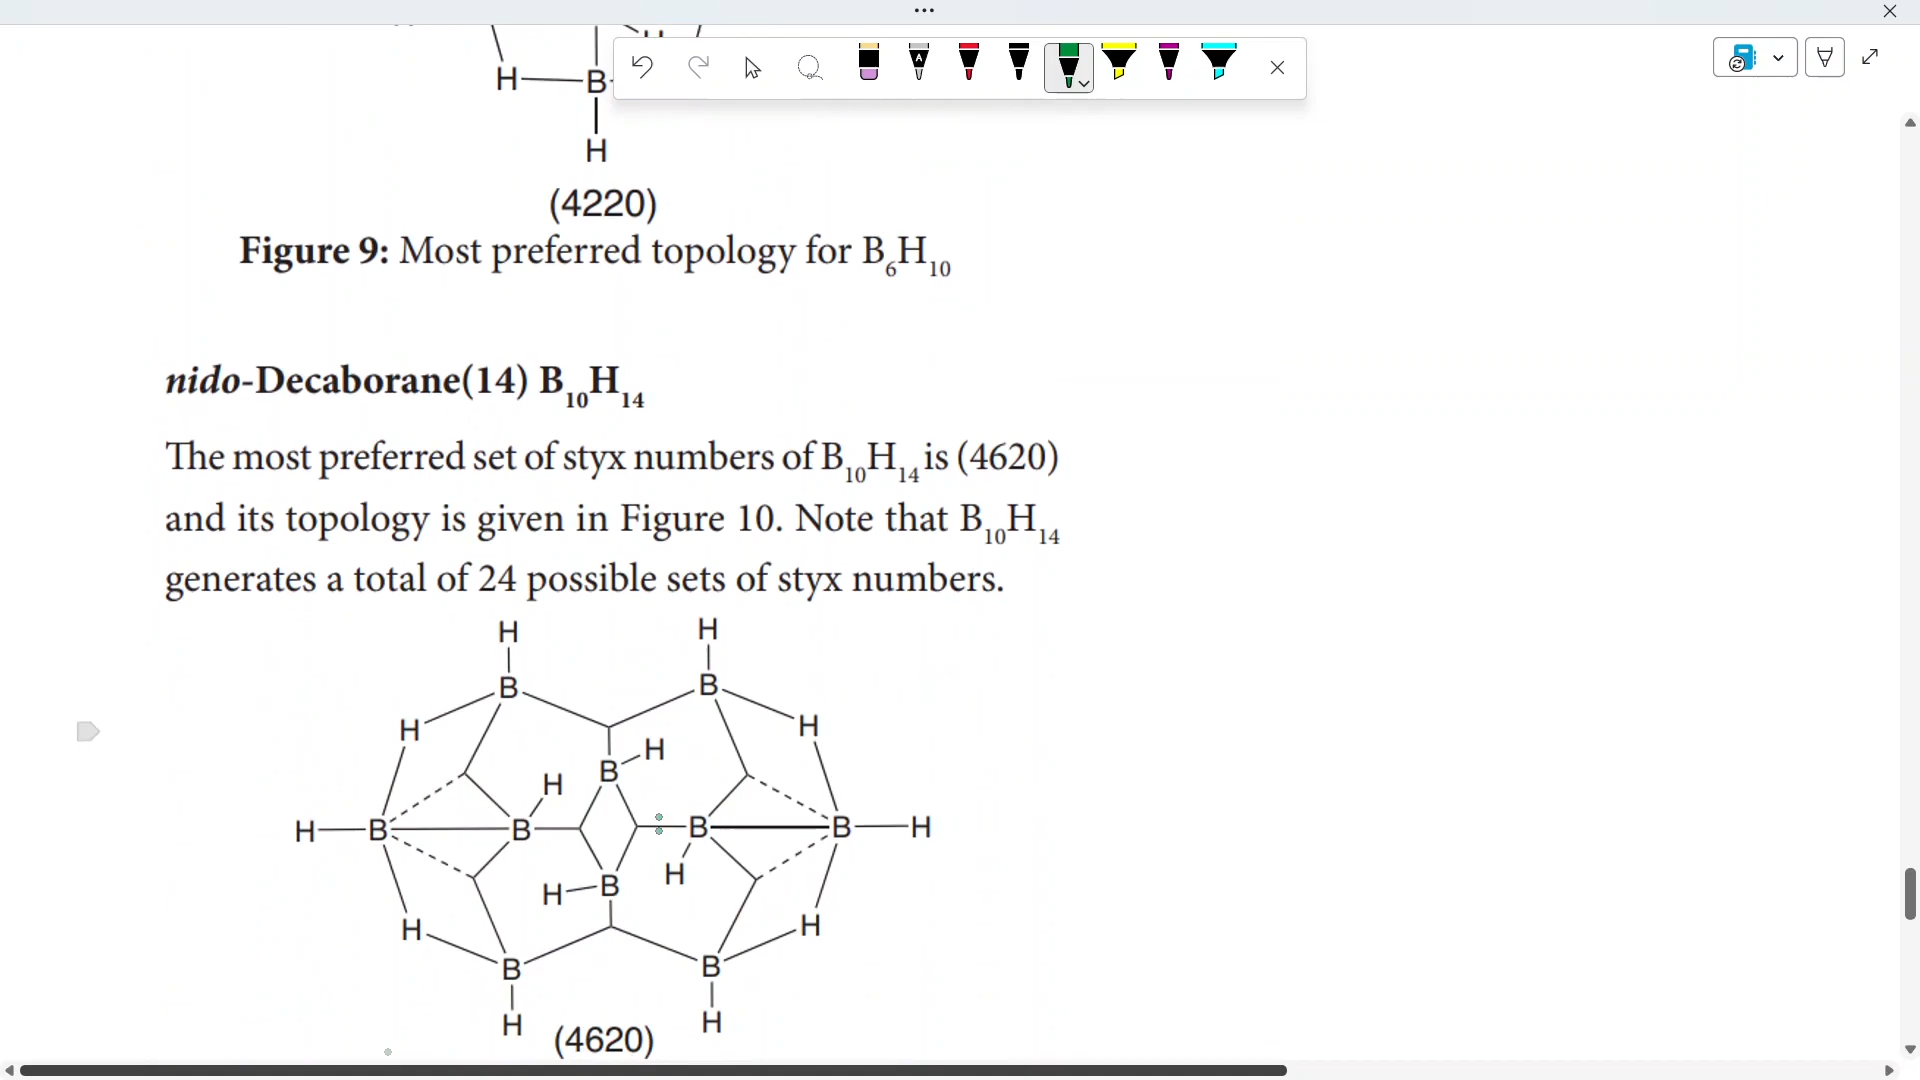 H B
H
(4220)
Figure 9: Most preferred topology for B6H10
nido-Decaborane(14) B10H14
The most preferred set of styx numbers of B10H14 is (4620)
and its topology is given in Figure 10. Note that B10H14
generates a total of 24 possible sets of styx numbers.
H H
B B
H H
H
B
H
H B B B B H
H
H B
H H
B B
H H
(4620)